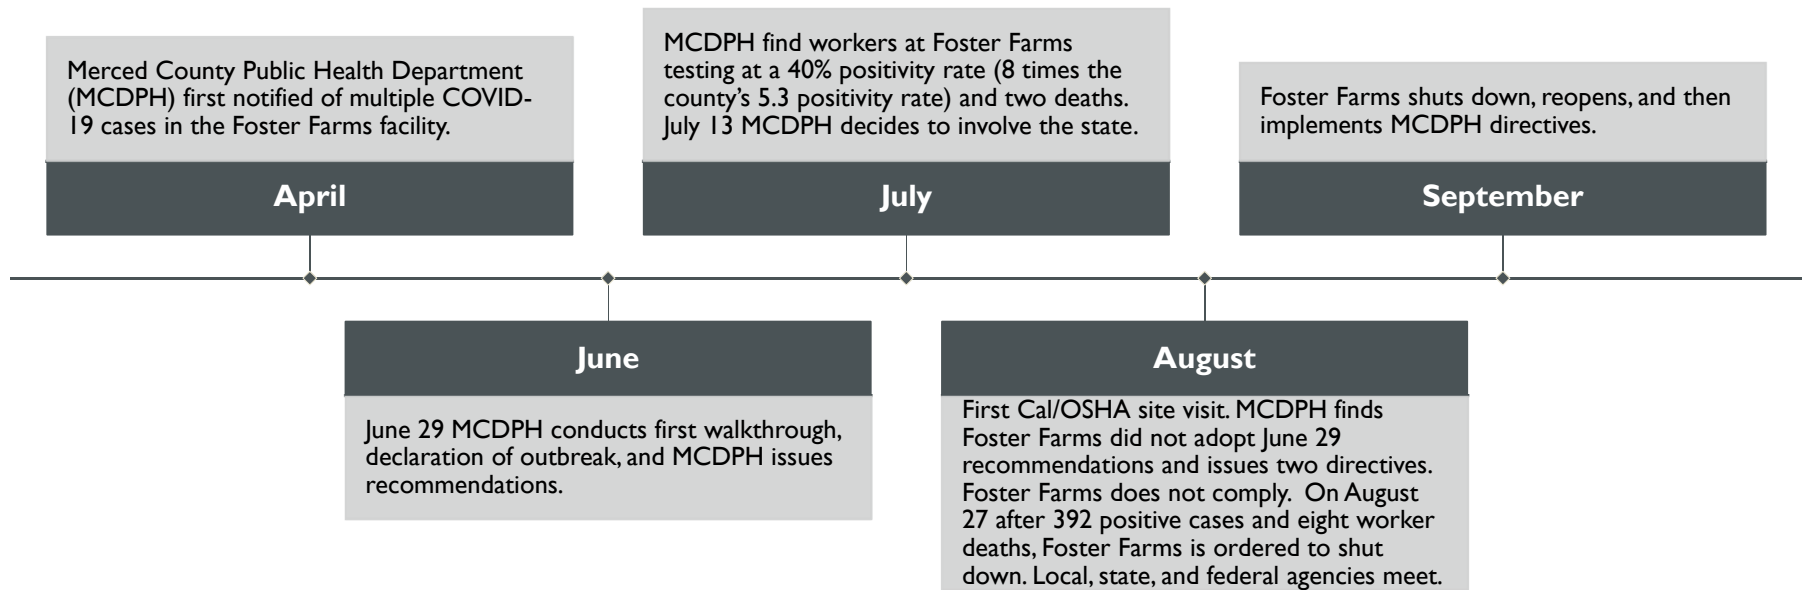 Merced County Public Health Department
(MCDPH) first notified of multiple COVID-
19 cases in the Foster Farms facility.
April
June
June 29 MCDPH conducts first walkthrough,
declaration of outbreak, and MCDPH issues
recommendations.
MCDPH find workers at Foster Farms
testing at a 40% positivity rate (8 times the
county’s 5.3 positivity rate) and two deaths.
July 13 MCDPH decides to involve the state.
July
August
First Cal/OSHA site visit. MCDPH finds
Foster Farms did not adopt June 29
recommendations and issues two directives.
Foster Farms does not comply.  On August
27 after 392 positive cases and eight worker
deaths, Foster Farms is ordered to shut
down. Local, state, and federal agencies meet.
Foster Farms shuts down, reopens, and then
implements MCDPH directives.
September